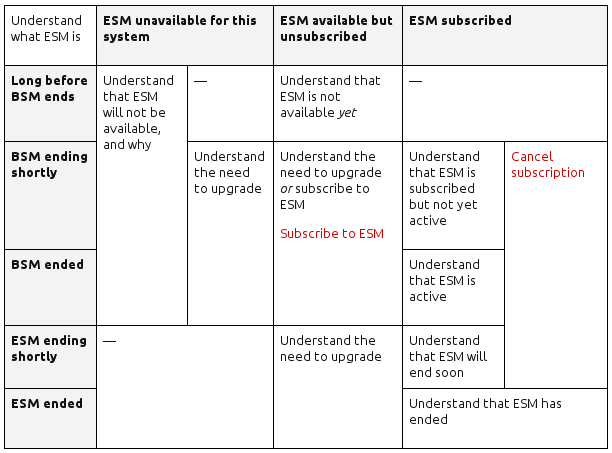 Understand
what ESM is
ESM unavailable for this
system
ESM available but
unsubscribed
ESM subscribed
Long before
BSM ends
Understand
that ESM
will not be
available,
and why
—
Understand that
ESM is not
available yet
—
BSM ending
shortly
Understand
the need
to upgrade
Understand the
need to upgrade
or subscribe to
ESM
Subscribe to ESM
Understand
that ESM is
subscribed
but not yet
active
Cancel
subscription
BSM ended
Understand
that ESM is
active
ESM ending
shortly
—
Understand the
need to upgrade
Understand
that ESM will
end soon
ESM ended
Understand that ESM has
ended